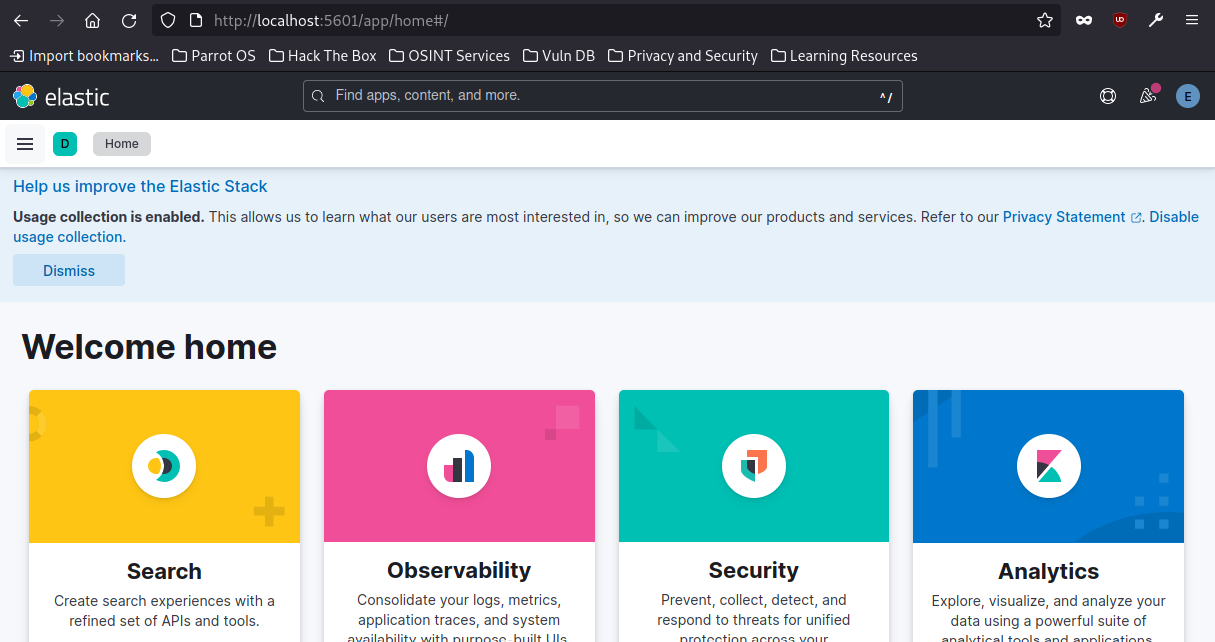 http://localhost:5601/app/home#/
Import bookmarks... Parrot OS Hack The Box OSINT Services Vuln DB Privacy and Security Learning Resources
elastic Find apps, content, and more. ^ / E
D Home
Help us improve the Elastic Stack
Usage collection is enabled. This allows us to learn what our users are most interested in, so we can improve our products and services. Refer to our Privacy Statement. Disable
usage collection.
Dismiss
Welcome home
Search
Create search experiences with a
refined set of APIs and tools.
Observability
Consolidate your logs, metrics,
application traces, and system
availability with purpose-built UIs.
Security
Prevent, collect, detect, and
respond to threats for unified
protection across your
Analytics
Explore, visualize, and analyze your
data using a powerful suite of
analytical tools and applications.